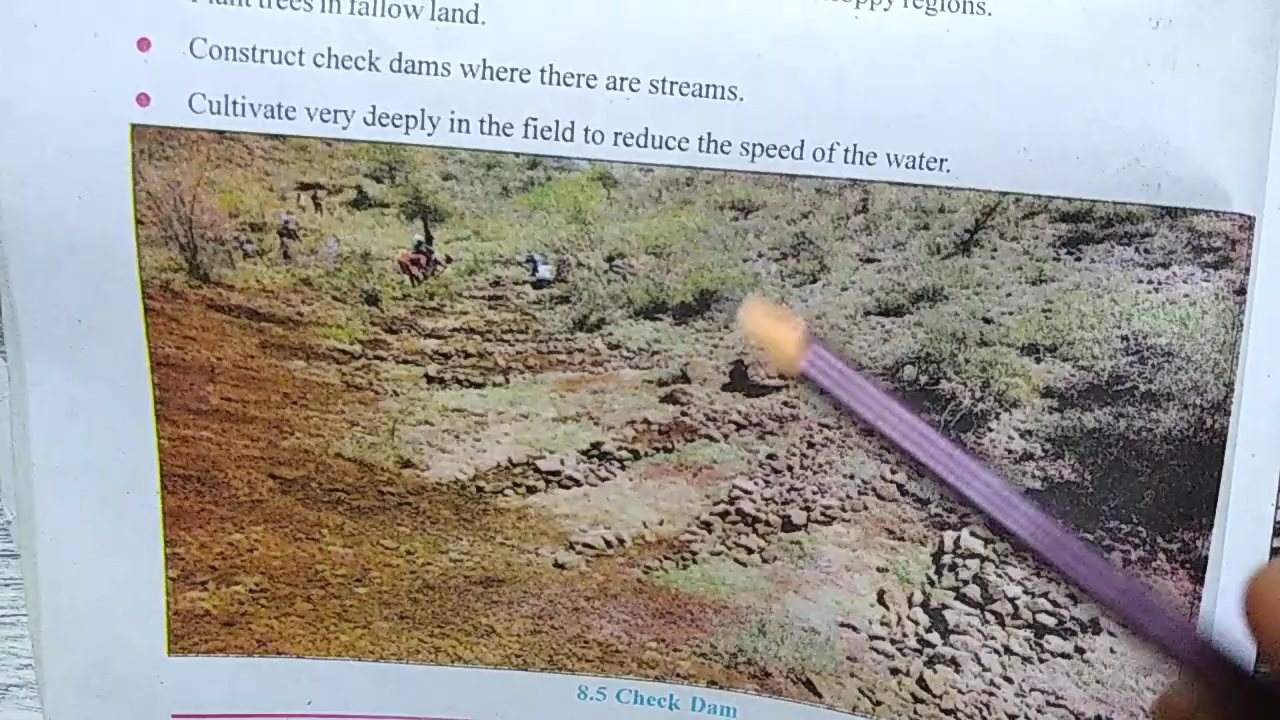 trees in fallow land.
regions.
Construct check dams where there are streams.
Cultivate very deeply in the field to reduce the speed of the water.
8.5 Check Dam